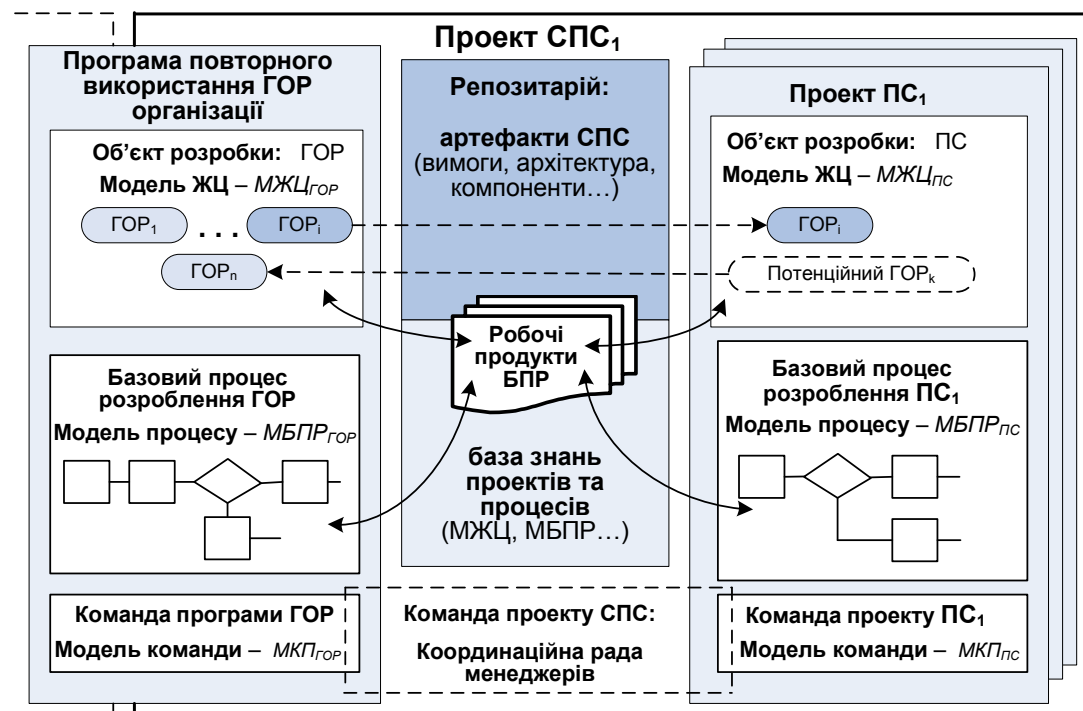 Проект СПС₁
Програма повторного
використання ГОР
організації
Об’єкт розробки: ГОР
Модель ЖЦ – МЖЦГОР
ГОР₁
. . .
ГОРi
ГОРn
Базовий процес
розроблення ГОР
Модель процесу – МБПРГОР
Команда програми ГОР
Модель команди – МКПГОР
Репозитарій:
артефакти СПС
(вимоги, архітектура,
компоненти…)
Робочі
продукти
БПР
база знань
проектів та
процесів
(МЖЦ, МБПР…)
Команда проекту СПС:
Координаційна рада
менеджерів
Проект ПС₁
Об’єкт розробки: ПС
Модель ЖЦ – МЖЦПС
ГОРi
Потенційний ГОРk
Базовий процес
розроблення ПС₁
Модель процесу – МБПРПС
Команда проекту ПС₁
Модель команди – МКППС